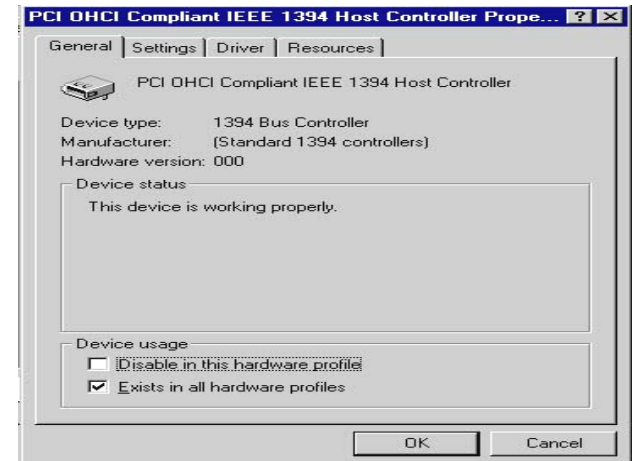 PCI OHCI Compliant IEEE 1394 Host Controller Prope...
General Settings Driver Resources
PCI OHCI Compliant IEEE 1394 Host Controller
Device type: 1394 Bus Controller
Manufacturer: (Standard 1394 controllers)
Hardware version: 000
Device status
This device is working properly.
Device usage
Disable in this hardware profile
Exists in all hardware profiles
OK Cancel